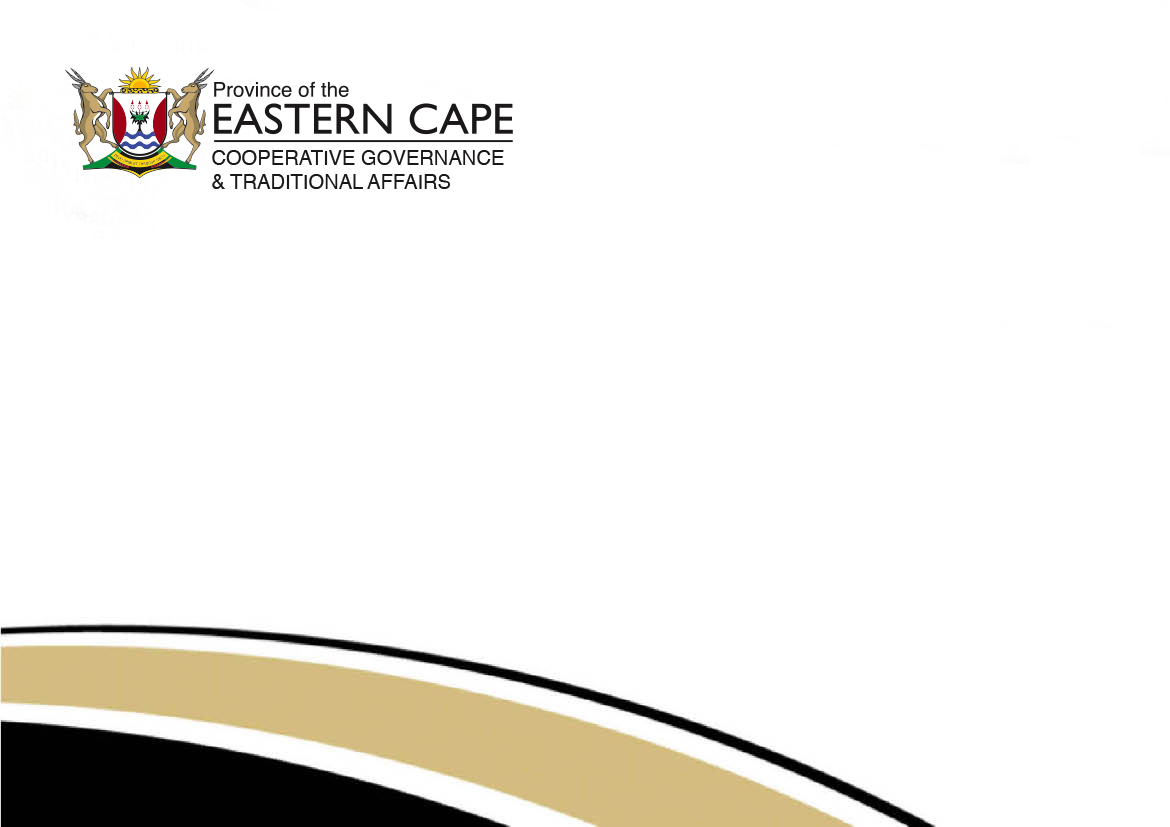 Province of the
EASTERN CAPE
COOPERATIVE GOVERNANCE
& TRADITIONAL AFFAIRS